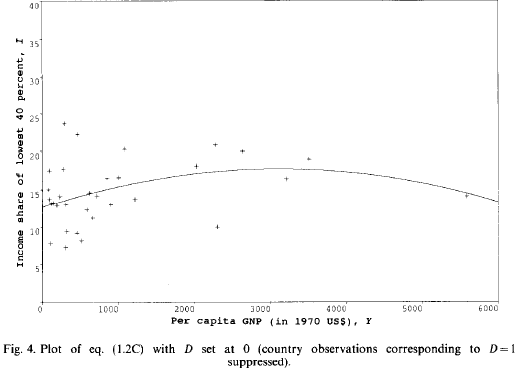 40
35
30
25
20
15
10
5
Income share of lowest 40 percent, I
0 1000 2000 3000 4000 5000 6000
Per capita GNP (in 1970 US$), Y
Fig. 4. Plot of eq. (1.2C) with D set at 0 (country observations corresponding to D=1
suppressed).